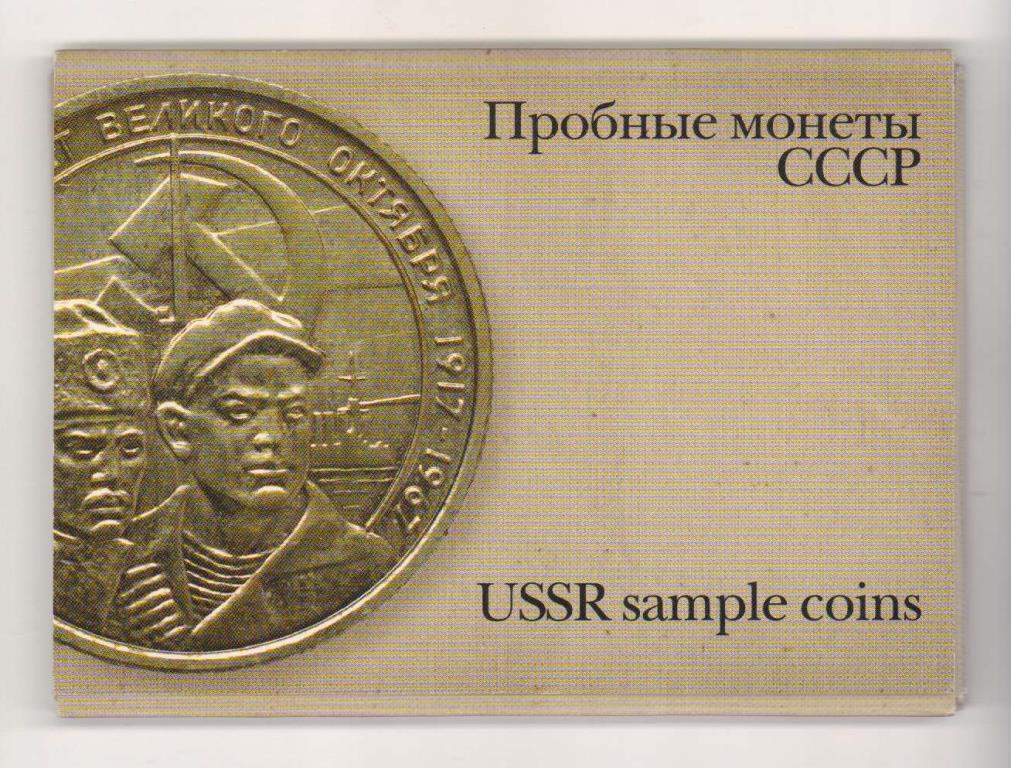 Т ВЕЛИКОГО ОКТЯБРЯ 1917-1967
Пробные монеты
СССР
USSR sample coins